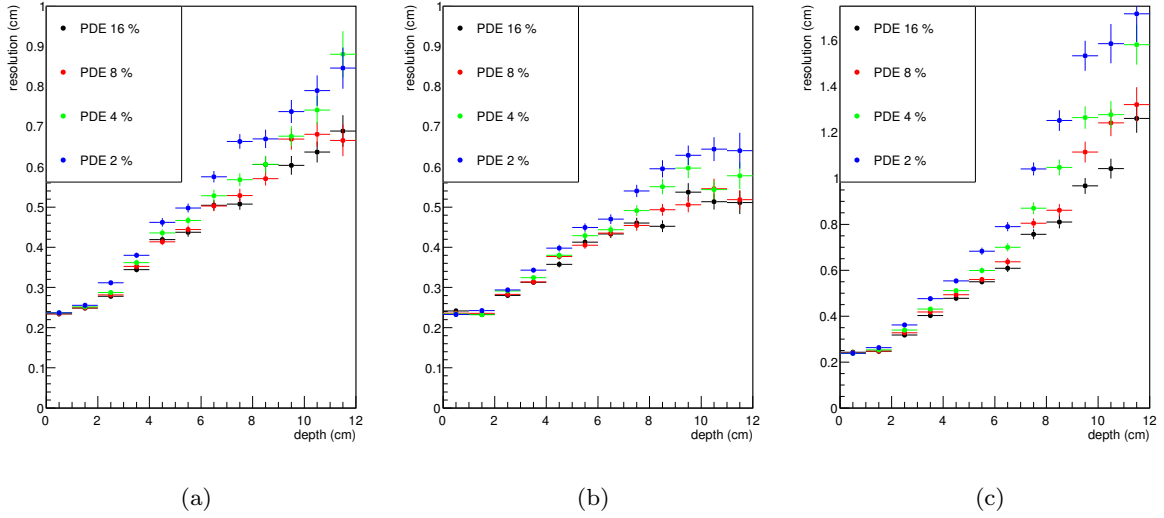 resolution (cm)
1
0.9
0.8
0.7
0.6
0.5
0.4
0.3
0.2
0.1
0
PDE 16 %
PDE 8 %
PDE 4 %
PDE 2 %
0 2 4 6 8 10 12
depth (cm)
(a)
resolution (cm)
1
0.9
0.8
0.7
0.6
0.5
0.4
0.3
0.2
0.1
0
PDE 16 %
PDE 8 %
PDE 4 %
PDE 2 %
0 2 4 6 8 10 12
depth (cm)
(b)
resolution (cm)
1.6
1.4
1.2
1
0.8
0.6
0.4
0.2
0
PDE 16 %
PDE 8 %
PDE 4 %
PDE 2 %
0 2 4 6 8 10 12
depth (cm)
(c)